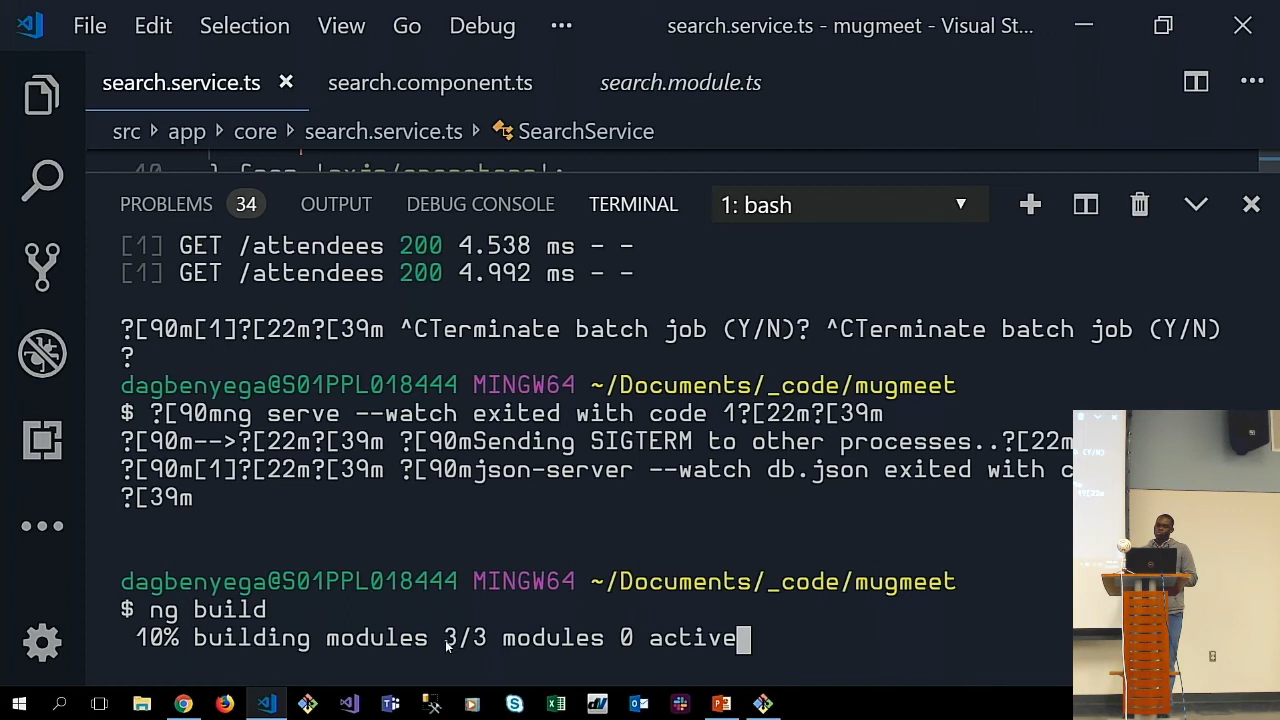 File Edit Selection View Go Debug ··· search.service.ts - mugmeet - Visual St...
search.service.ts search.component.ts search.module.ts
src app core search.service.ts SearchService
PROBLEMS 34 OUTPUT DEBUG CONSOLE TERMINAL 1: bash
[1] GET /attendees 200 4.538 ms - -
[1] GET /attendees 200 4.992 ms - -
?[90m[1]?[22m?[39m ^CTerminate batch job (Y/N)? ^CTerminate batch job (Y/N)
?
dagbenyega@S01PPL018444 MINGW64 ~/Documents/_code/mugmeet
$ ?[90mng serve --watch exited with code 1?[22m?[39m
?[90m-->?[22m?[39m ?[90mSending SIGTERM to other processes..?[22m
?[90m[1]?[22m?[39m ?[90mjson-server --watch db.json exited with c
?[39m
dagbenyega@S01PPL018444 MINGW64 ~/Documents/_code/mugmeet
$ ng build
10% building modules 3/3 modules 0 active